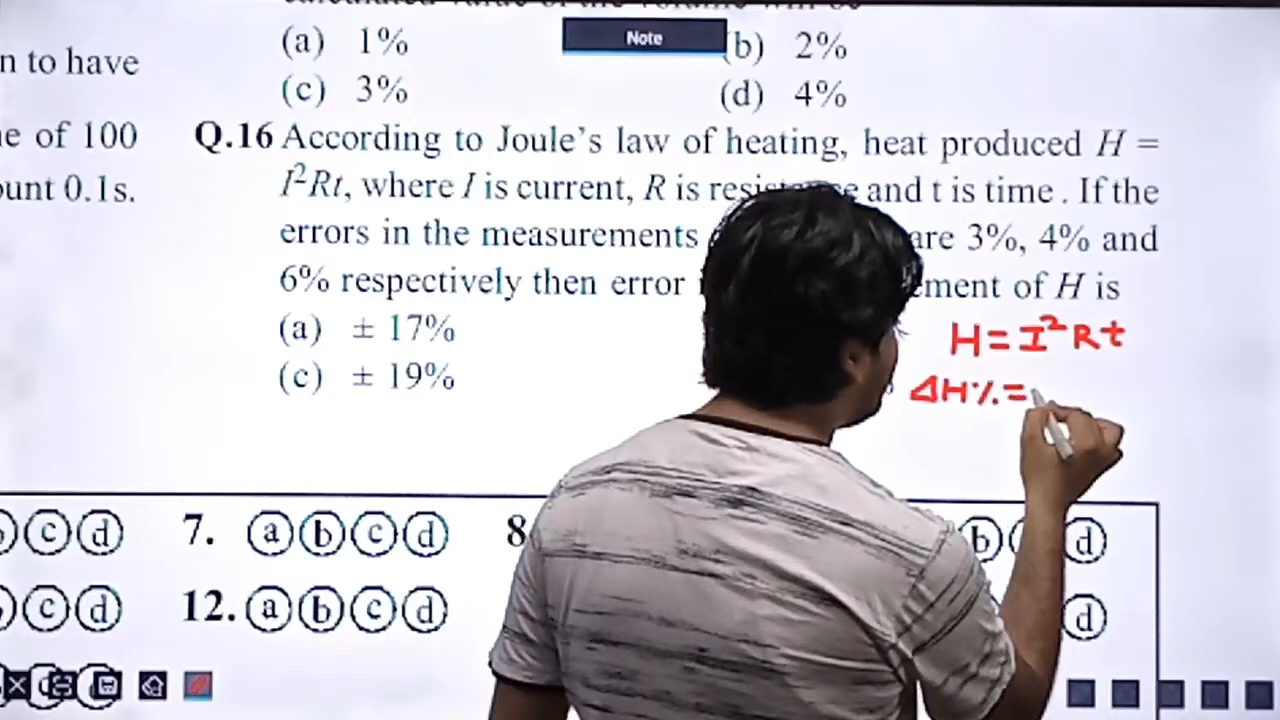 (a) 1%
Note
(b) 2%
n to have
(c) 3%
(d) 4%
e of 100
ount 0.1s.
Q.16 According to Joule's law of heating, heat produced H =
I²Rt, where I is current, R is resistance and t is time . If the
errors in the measurements are 3%, 4% and
6% respectively then error of H is
(a) ± 17%
(c) ± 19%
H = I²Rt
ΔH% =
c d 7. a b c d 8 b d
c d 12. a b c d d